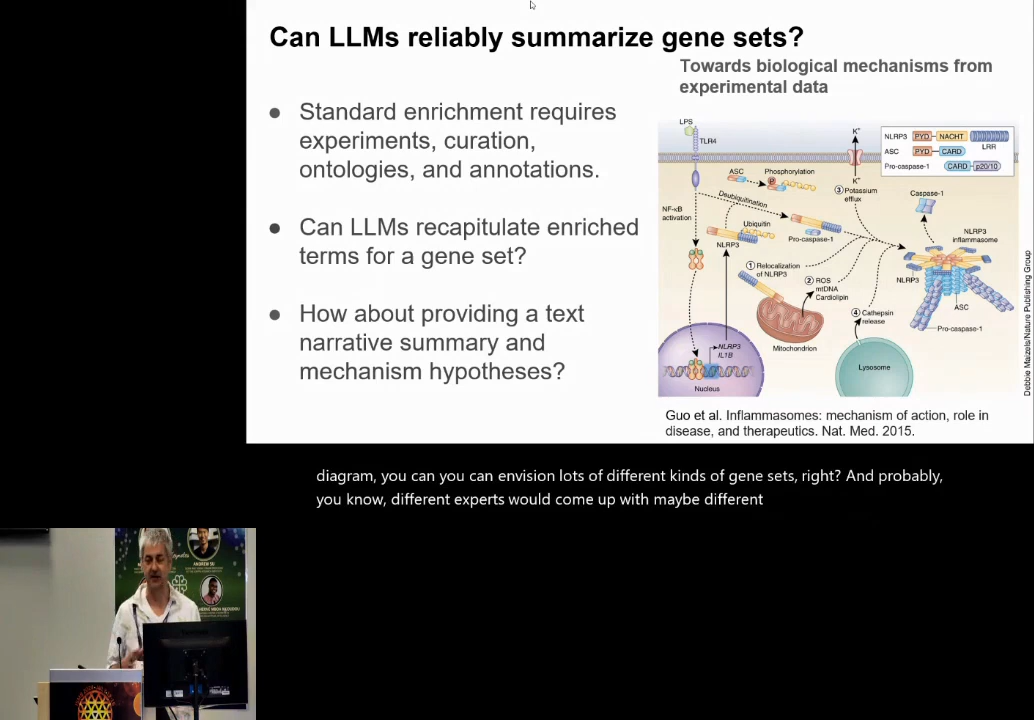 Can LLMs reliably summarize gene sets?
Towards biological mechanisms from
experimental data
● Standard enrichment requires
experiments, curation,
ontologies, and annotations.
● Can LLMs recapitulate enriched
terms for a gene set?
● How about providing a text
narrative summary and
mechanism hypotheses?
LPS
TLR4
K+
K+
NLRP3 PYD NACHT
LRR
ASC PYD CARD
Pro-caspase-1 CARD p20/10
ASC
Phosphorylation
P
③ Potassium
efflux
Caspase-1
Deubiquitination
NF-κB
activation
Ubiquitin
Pro-caspase-1
NLRP3
NLRP3
inflammasome
① Relocalization
of NLRP3
② ROS
mtDNA
Cardiolipin
NLRP3
ASC
④ Cathepsin
release
Pro-caspase-1
Mitochondrion
NLRP3
IL1B
Nucleus
Lysosome
Debbie Maizels/Nature Publishing Group
Guo et al. Inflammasomes: mechanism of action, role in
disease, and therapeutics. Nat. Med. 2015.
diagram, you can you can envision lots of different kinds of gene sets, right? And probably,
you know, different experts would come up with maybe different
ANDREW SU